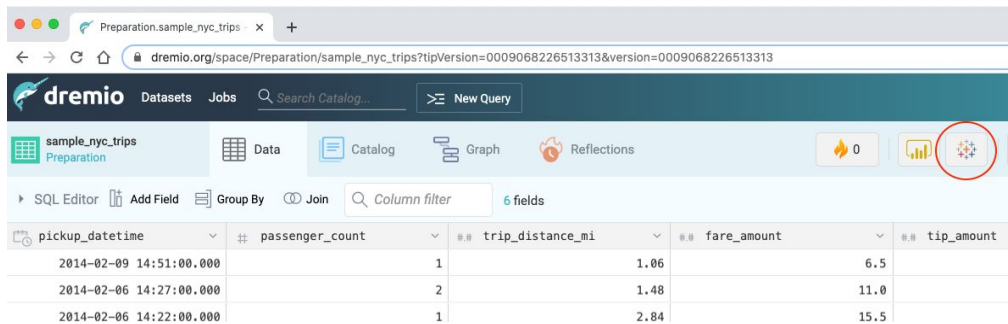 Preparation.sample_nyc_trips -
dremio.org/space/Preparation/sample_nyc_trips?tipVersion=0009068226513313&version=0009068226513313
dremio Datasets Jobs Search Catalog... New Query
sample_nyc_trips
Preparation
Data Catalog Graph Reflections 0
SQL Editor Add Field Group By Join Column filter 6 fields
pickup_datetime # passenger_count #.# trip_distance_mi #.# fare_amount #.# tip_amount
2014-02-09 14:51:00.000 1 1.06 6.5
2014-02-06 14:27:00.000 2 1.48 11.0
2014-02-06 14:22:00.000 1 2.84 15.5